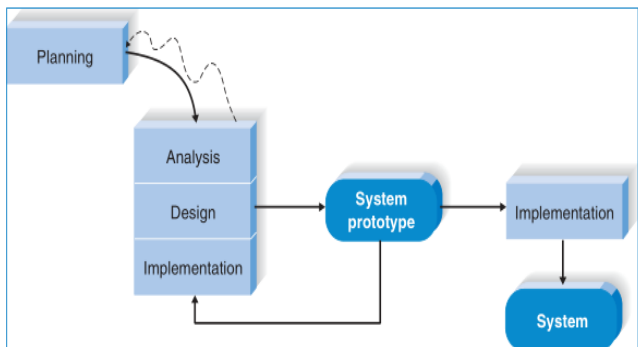 Planning
Analysis
Design
Implementation
System
prototype
Implementation
System